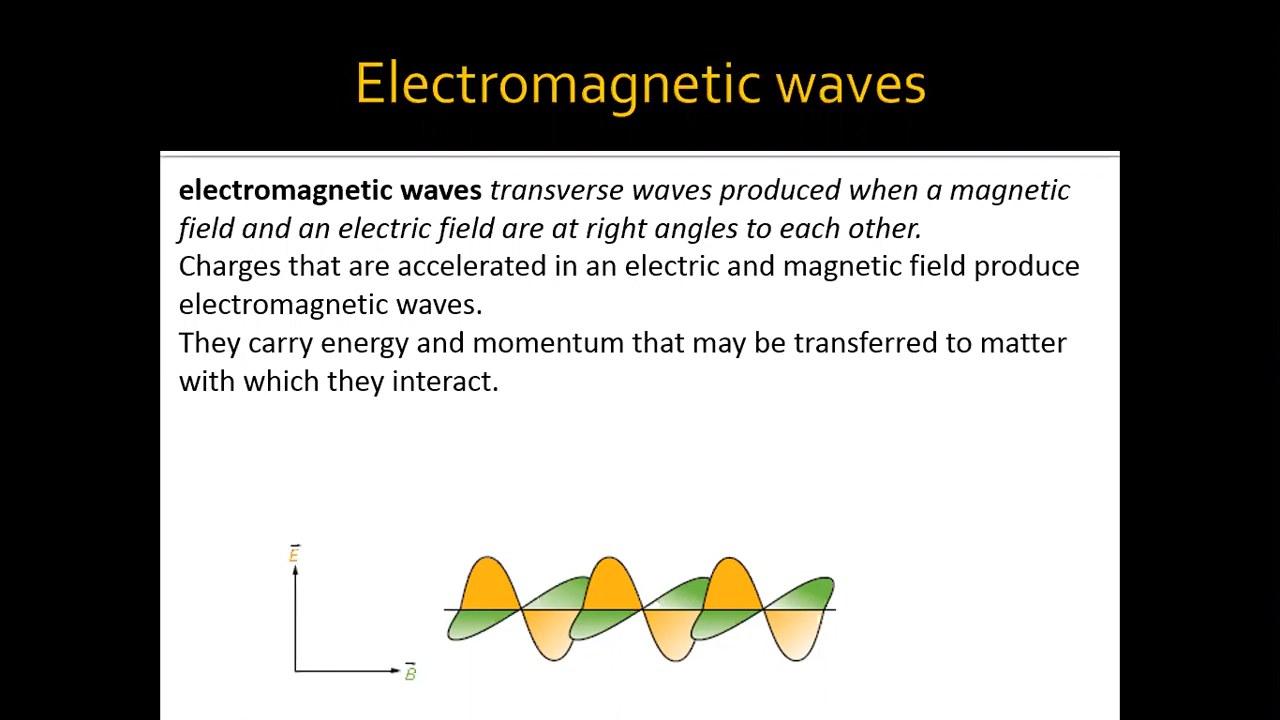 Electromagnetic waves
electromagnetic waves transverse waves produced when a magnetic
field and an electric field are at right angles to each other.
Charges that are accelerated in an electric and magnetic field produce
electromagnetic waves.
They carry energy and momentum that may be transferred to matter
with which they interact.
E
B